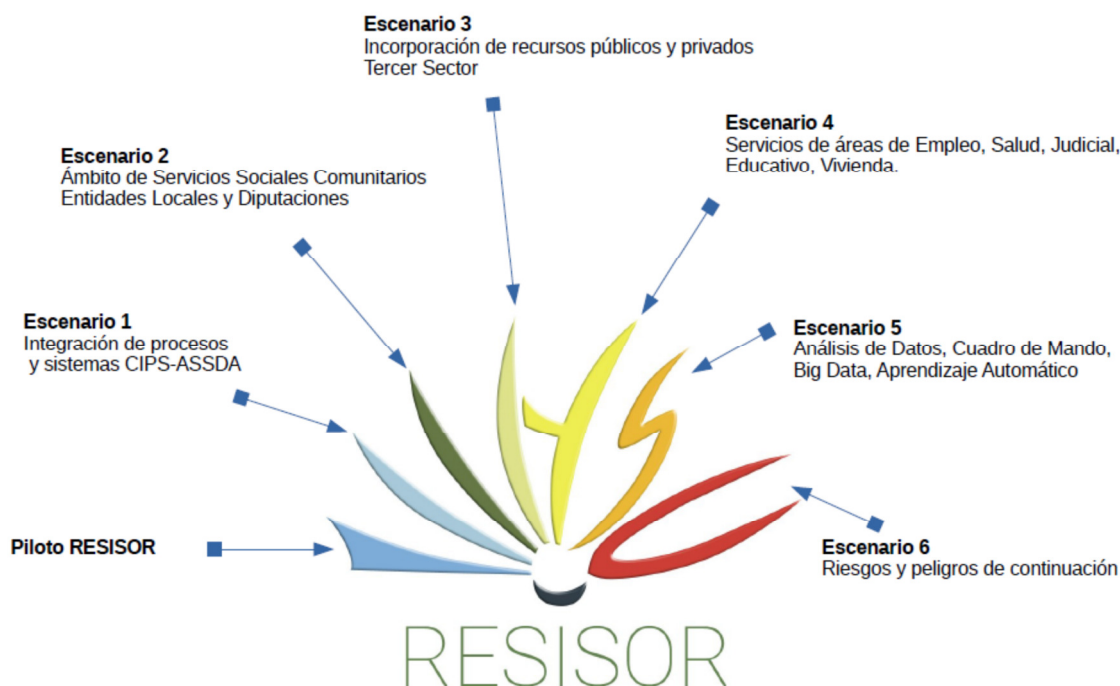 Escenario 3
Incorporación de recursos públicos y privados
Tercer Sector
Escenario 4
Servicios de áreas de Empleo, Salud, Judicial,
Educativo, Vivienda.
Escenario 2
Ámbito de Servicios Sociales Comunitarios
Entidades Locales y Diputaciones
Escenario 1
Integración de procesos
y sistemas CIPS-ASSDA
Escenario 5
Análisis de Datos, Cuadro de Mando,
Big Data, Aprendizaje Automático
Piloto RESISOR
Escenario 6
Riesgos y peligros de continuación
RESISOR